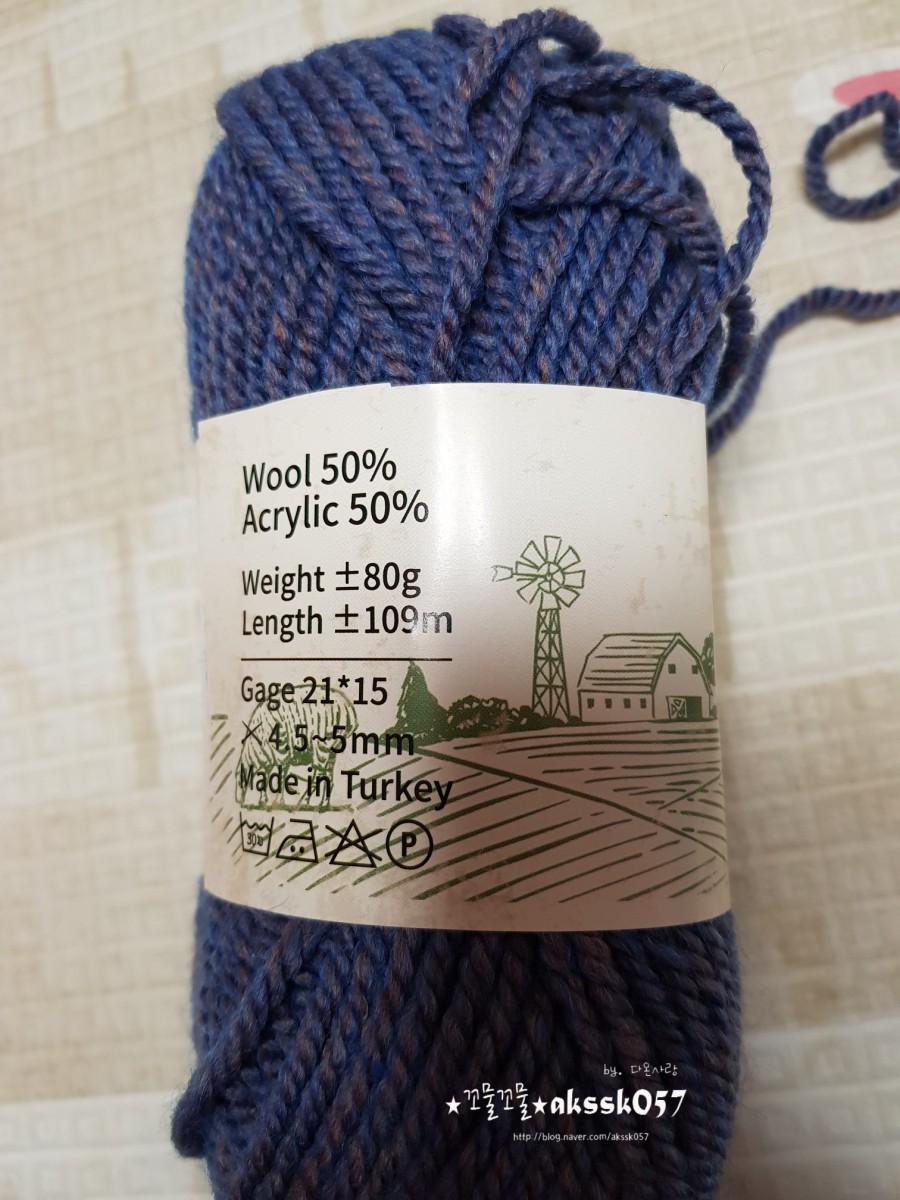 Wool 50%
Acrylic 50%
Weight ±80g
Length ±109m
Gage 21*15
4.5~5mm
Made in Turkey
30°
P
by. 다온사랑
★꼬물꼬물★akssk057
http://blog.naver.com/akssk057